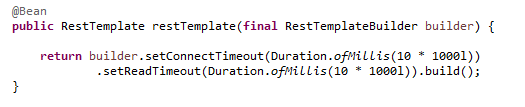 @Bean
public RestTemplate restTemplate(final RestTemplateBuilder builder) {
return builder.setConnectTimeout(Duration.ofMillis(10 * 1000l))
.setReadTimeout(Duration.ofMillis(10 * 1000l)).build();
}